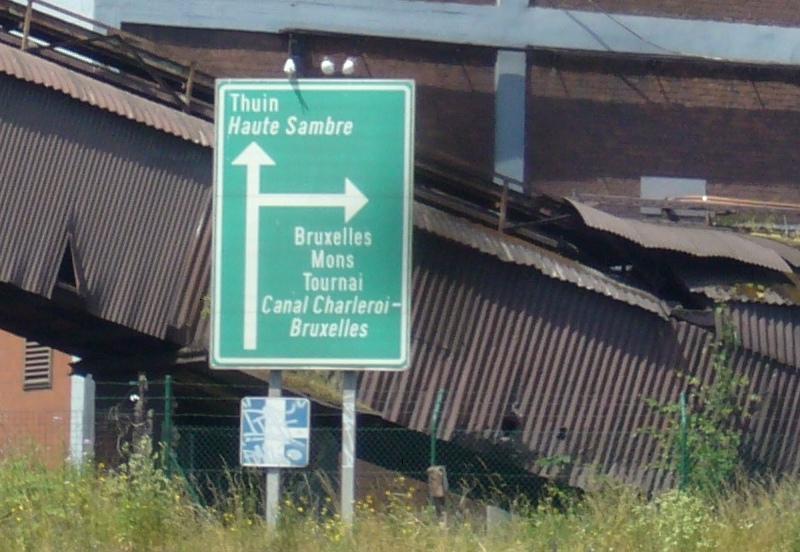 Thuin
Haute Sambre
Bruxelles
Mons
Tournai
Canal Charleroi-
Bruxelles